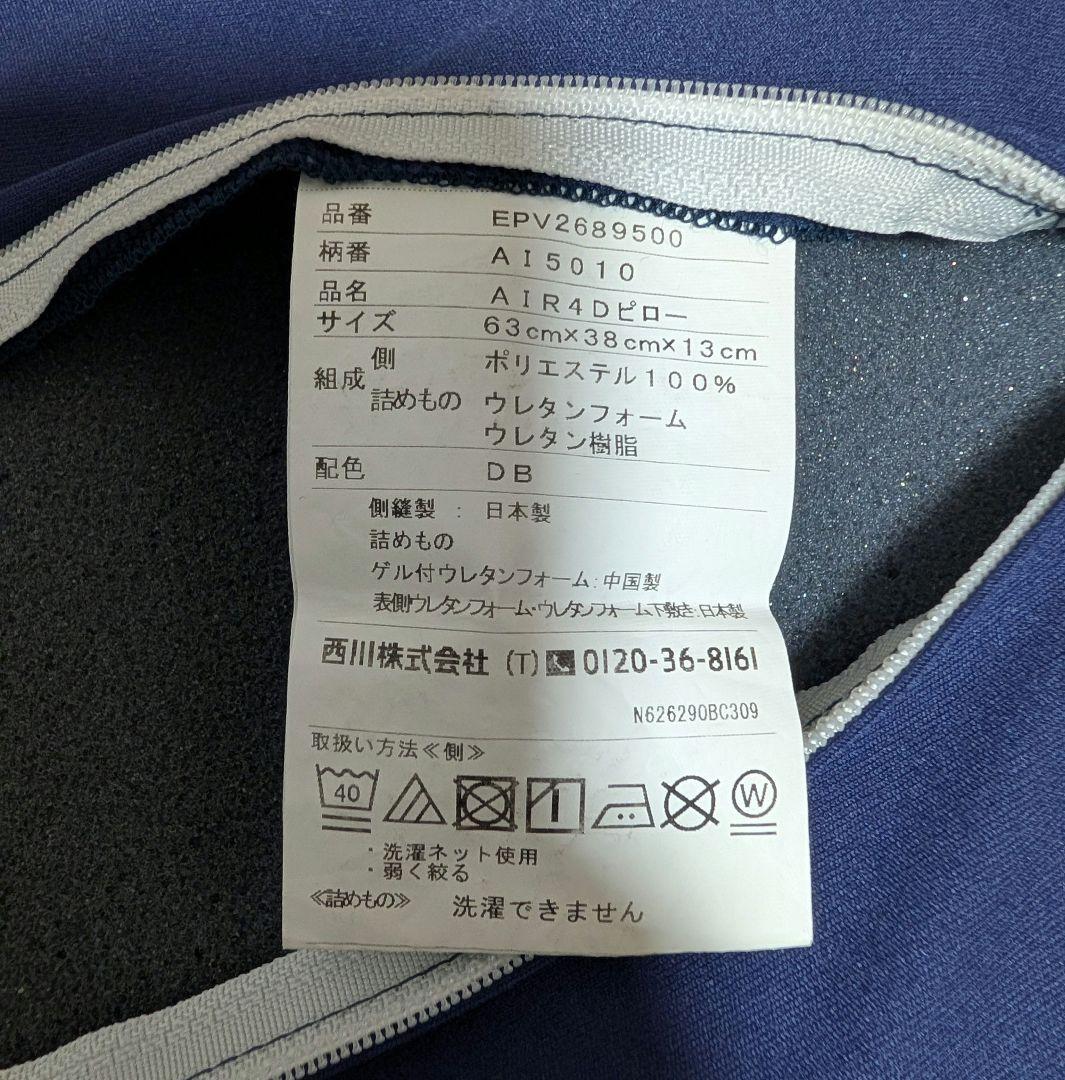 品番 EPV2689500
柄番 AI5010
品名 AIR4Dピロー
サイズ 63cm×38cm×13cm
組成 側 ポリエステル100%
詰めもの ウレタンフォーム
ウレタン樹脂
配色 DB
側縫製 : 日本製
詰めもの
ゲル付ウレタンフォーム:中国製
表側ウレタンフォーム・ウレタンフォーム下敷き:日本製
西川株式会社 (T) 0120-36-8161
N626290BC309
取扱い方法≪側≫
40 W
・洗濯ネット使用
・弱く絞る
≪詰めもの≫ 洗濯できません